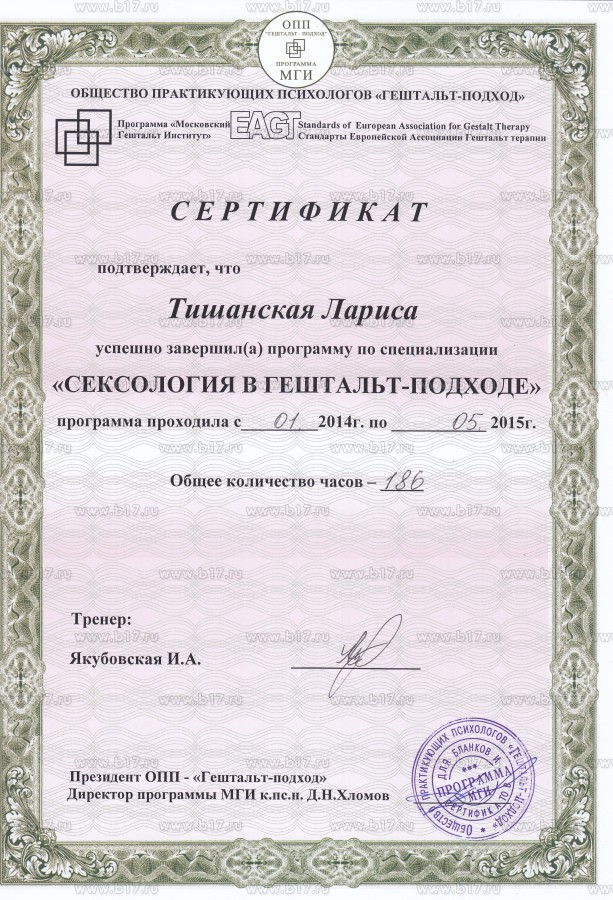 ОПП
"ГЕШТАЛЬТ - ПОДХОД"
ПРОГРАММА
МГИ
ОБЩЕСТВО ПРАКТИКУЮЩИХ ПСИХОЛОГОВ «ГЕШТАЛЬТ-ПОДХОД»
Программа «Московский
Гештальт Институт»
EAGT
Standards of European Association for Gestalt Therapy
Стандарты Европейской Ассоциации Гештальт терапии
СЕРТИФИКАТ
подтверждает, что
Тишанская Лариса
успешно завершил(а) программу по специализации
«СЕКСОЛОГИЯ В ГЕШТАЛЬТ-ПОДХОДЕ»
программа проходила с 01 2014г. по 05. 2015г.
Общее количество часов – 186
Тренер:
Якубовская И.А.
Президент ОПП - «Гештальт-подход»
Директор программы МГИ к.пс.н. Д.Н.Хломов
ОБЩЕСТВО ПРАКТИКУЮЩИХ ПСИХОЛОГОВ «ГЕШТАЛЬТ-ПОДХОД»
ДЛЯ БЛАНКОВ И
СЕРТИФИКАТОВ
ПРОГРАММА
МГИ
www.b17.ru